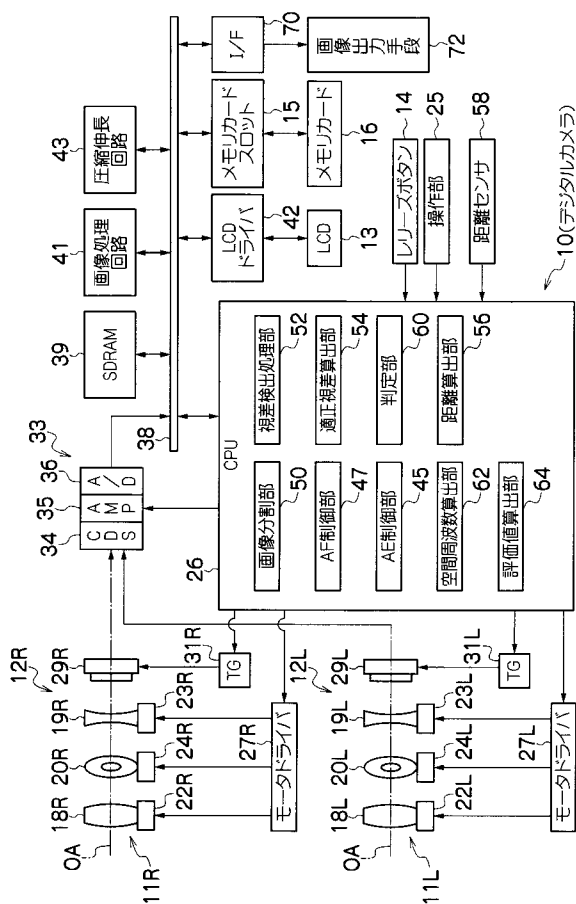 10(デジタルカメラ)
33
34 35 36
CDS
AMP
A/D
38
39
SDRAM
41
画像処理
回路
43
圧縮伸長
回路
LCD
ドライバ
42
LCD
13
メモリカード
スロット
15
メモリカード
16
I/F
70
画像出力手段
72
26
CPU
画像分割部
50
AF制御部
47
AE制御部
45
空間周波数算出部
62
評価値算出部
64
視差検出処理部
52
適正視差算出部
54
判定部
60
距離算出部
56
レリーズボタン
14
操作部
25
距離センサ
58
12R
29R
19R
20R
18R
23R
24R
22R
OA
11R
31R
TG
27R
モータドライバ
12L
29L
19L
20L
18L
23L
24L
22L
OA
11L
31L
TG
27L
モータドライバ